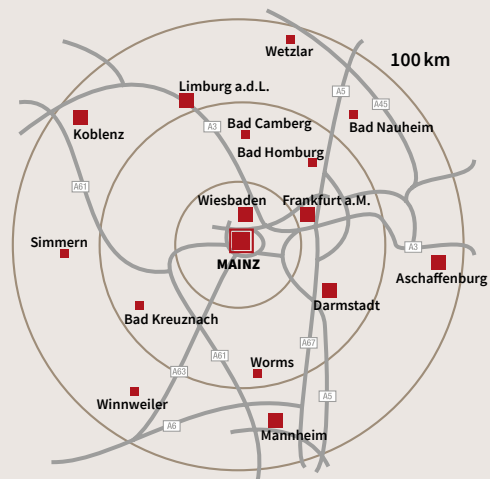 Wetzlar
100 km
Limburg a.d.L.
A5
A45
Koblenz
A3
Bad Camberg
Bad Nauheim
Bad Homburg
A61
Wiesbaden
Frankfurt a.M.
Simmern
A3
MAINZ
Aschaffenburg
Darmstadt
Bad Kreuznach
A67
A61
Worms
A63
Winnweiler
A5
A6
Mannheim